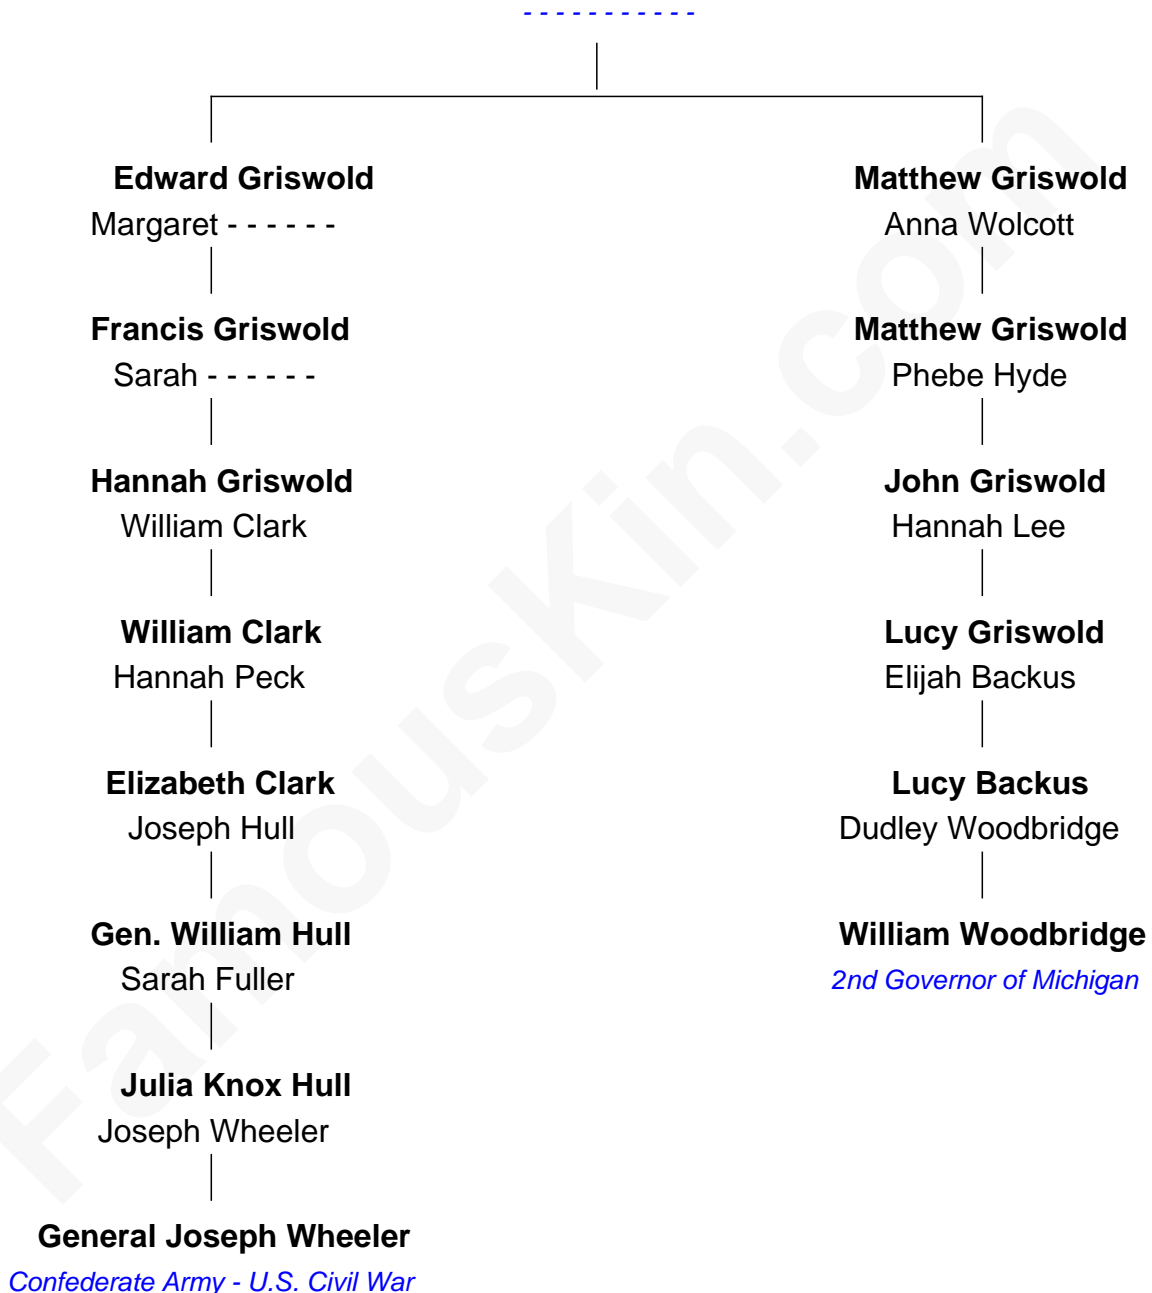 - - - - - - - - - - -
Edward Griswold
Margaret - - - - - -
Francis Griswold
Sarah - - - - - -
Hannah Griswold
William Clark
William Clark
Hannah Peck
Elizabeth Clark
Joseph Hull
Gen. William Hull
Sarah Fuller
Julia Knox Hull
Joseph Wheeler
General Joseph Wheeler
Confederate Army - U.S. Civil War
Matthew Griswold
Anna Wolcott
Matthew Griswold
Phebe Hyde
John Griswold
Hannah Lee
Lucy Griswold
Elijah Backus
Lucy Backus
Dudley Woodbridge
William Woodbridge
2nd Governor of Michigan
FamousKin.com